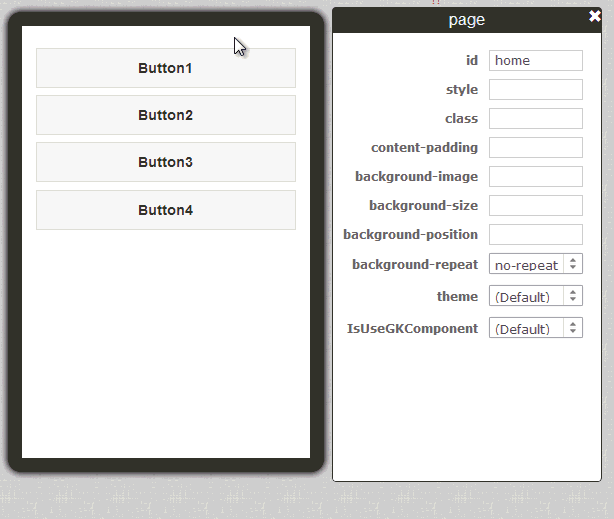 Button1
Button2
Button3
Button4
page
id home
style
class
content-padding
background-image
background-size
background-position
background-repeat no-repeat
theme (Default)
IsUseGKComponent (Default)